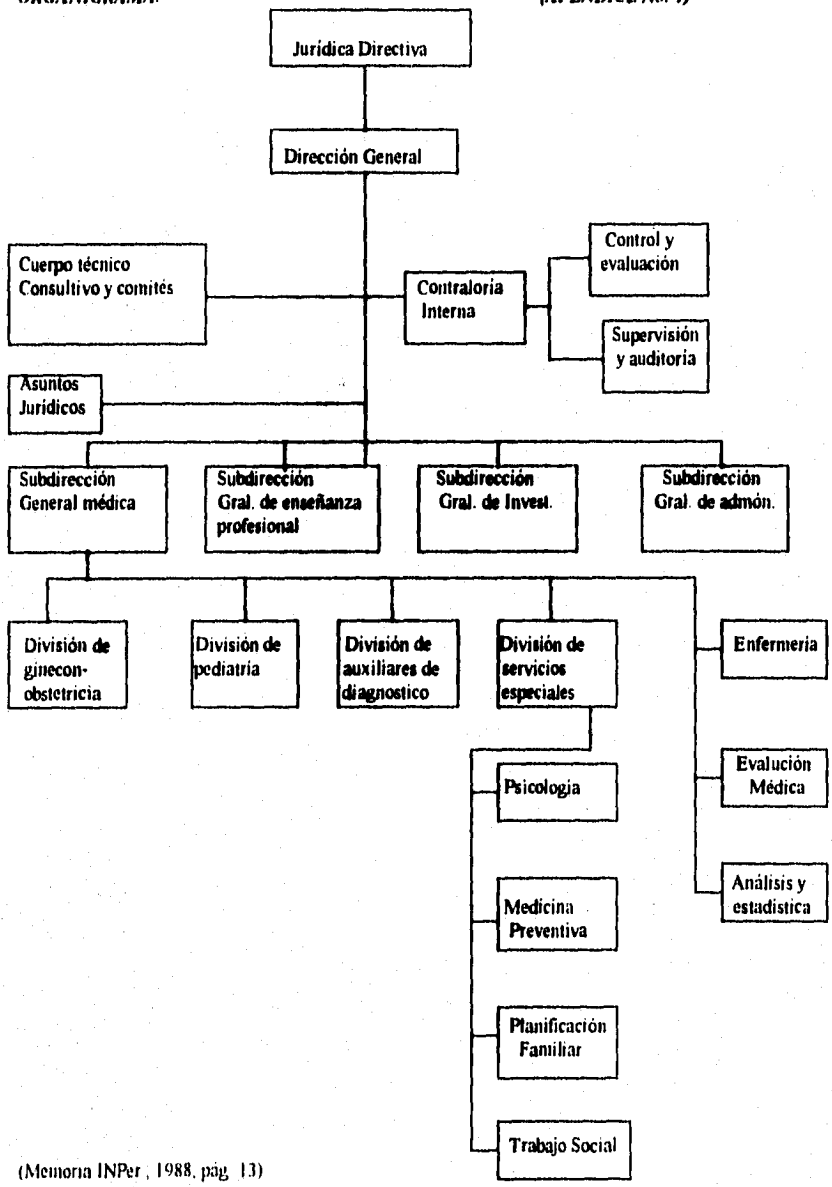 Jurídica Directiva
Dirección General
Cuerpo técnico
Consultivo y comités
Contraloría
Interna
Control y
evaluación
Supervisión
y auditoria
Asuntos
Jurídicos
Subdirección
General médica
Subdirección
Gral. de enseñanza
profesional
Subdirección
Gral. de Invest.
Subdirección
Gral. de admón.
División de
ginecon-
obstetricia
División de
pediatría
División de
auxiliares de
diagnostico
División de
servicios
especiales
Enfermería
Evalución
Médica
Análisis y
estadistica
Psicologia
Medicina
Preventiva
Planificación
Familiar
Trabajo Social
(Memoria INPer , 1988, pág 13)